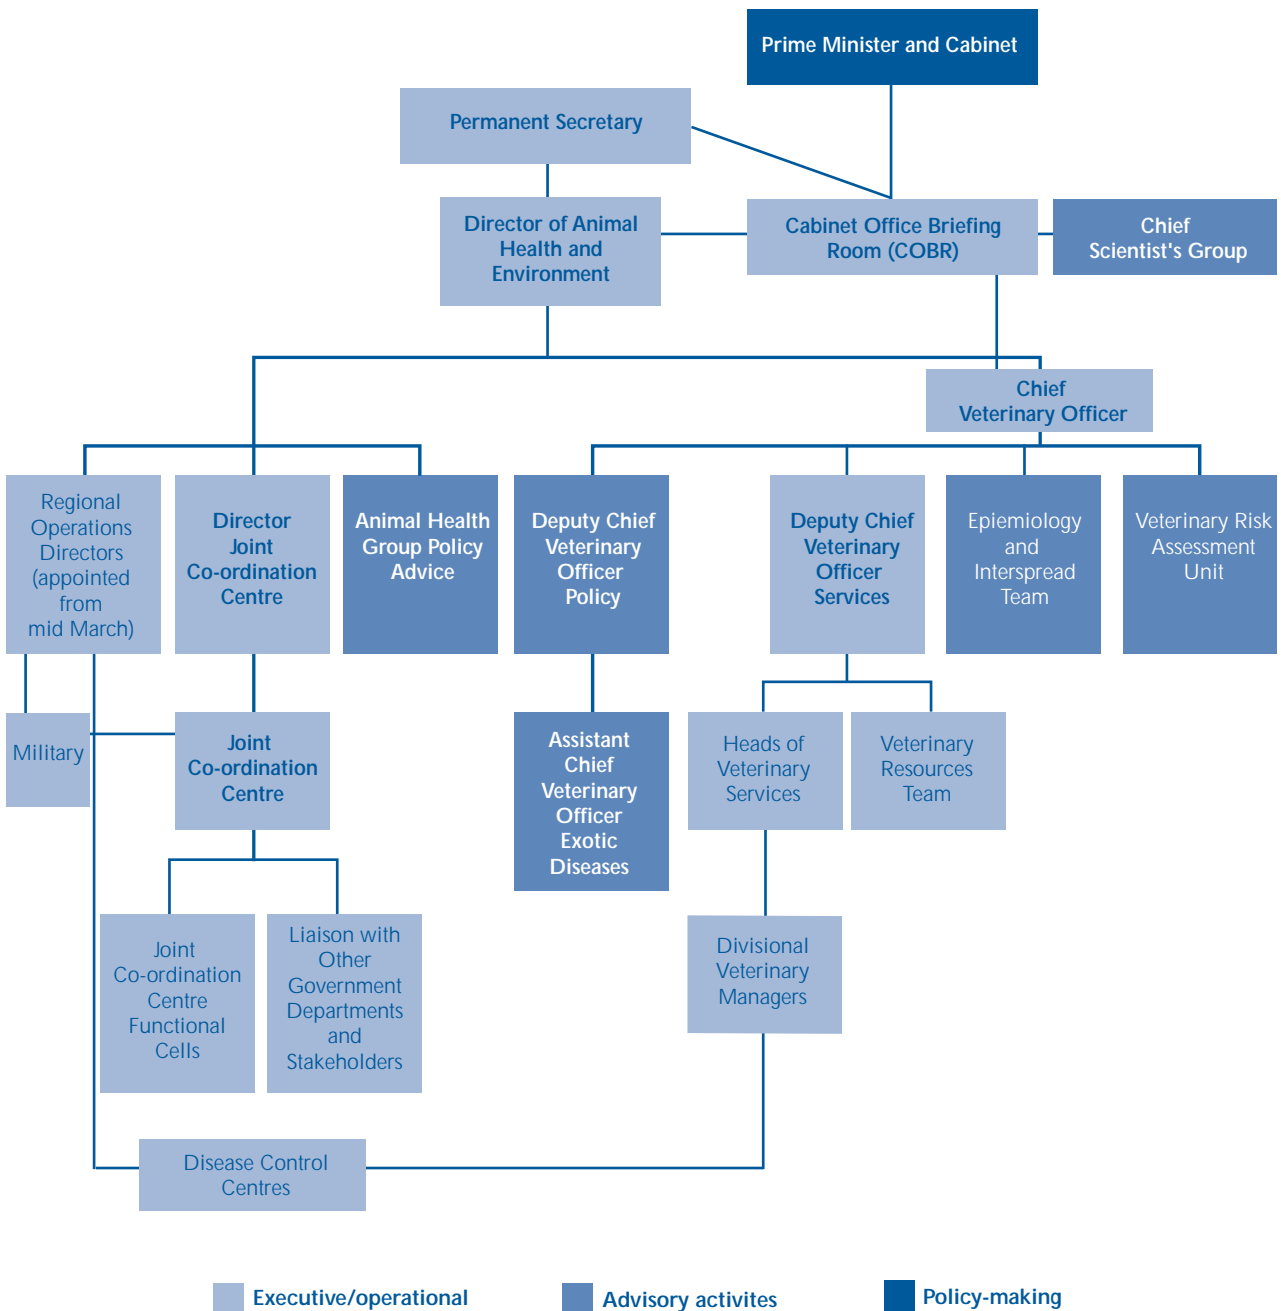 Prime Minister and Cabinet
Permanent Secretary
Director of Animal
Health and
Environment
Cabinet Office Briefing
Room (COBR)
Chief
Scientist's Group
Chief
Veterinary Officer
Regional
Operations
Directors
(appointed
from
mid March)
Director
Joint
Co-ordination
Centre
Animal Health
Group Policy
Advice
Deputy Chief
Veterinary
Officer
Policy
Deputy Chief
Veterinary
Officer
Services
Epiemiology
and
Interspread
Team
Veterinary Risk
Assessment
Unit
Military
Joint
Co-ordination
Centre
Assistant
Chief
Veterinary
Officer
Exotic
Diseases
Heads of
Veterinary
Services
Veterinary
Resources
Team
Joint
Co-ordination
Centre
Functional
Cells
Liaison with
Other
Government
Departments
and
Stakeholders
Divisional
Veterinary
Managers
Disease Control
Centres
Executive/operational
Advisory activites
Policy-making